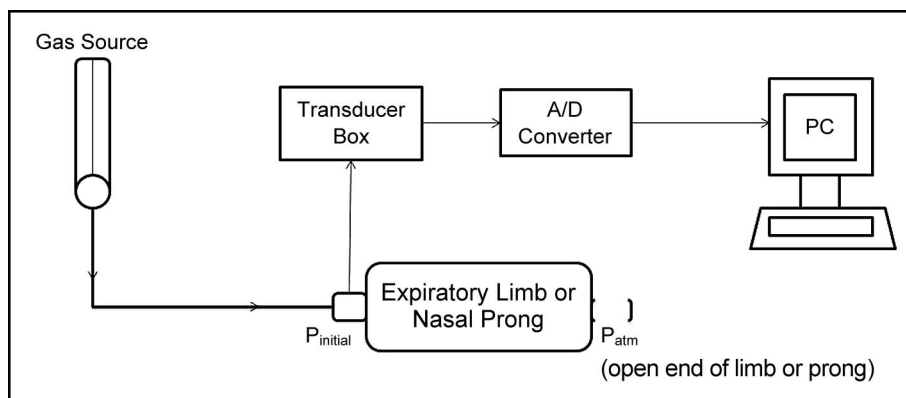 Gas Source
Transducer
Box
A/D
Converter
PC
Expiratory Limb or
Nasal Prong
Pinitial
Patm
(open end of limb or prong)